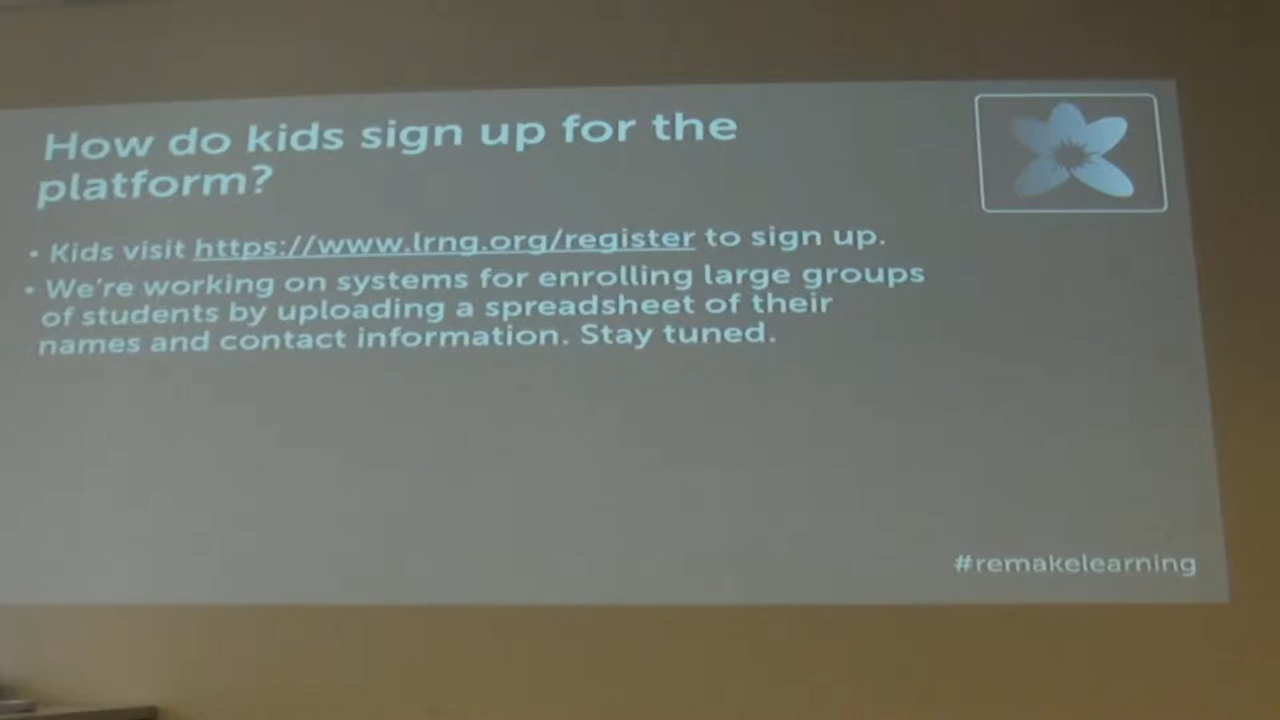 How do kids sign up for the
platform?
• Kids visit https://www.lrng.org/register to sign up.
• We're working on systems for enrolling large groups
of students by uploading a spreadsheet of their
names and contact information. Stay tuned.
#remakelearning